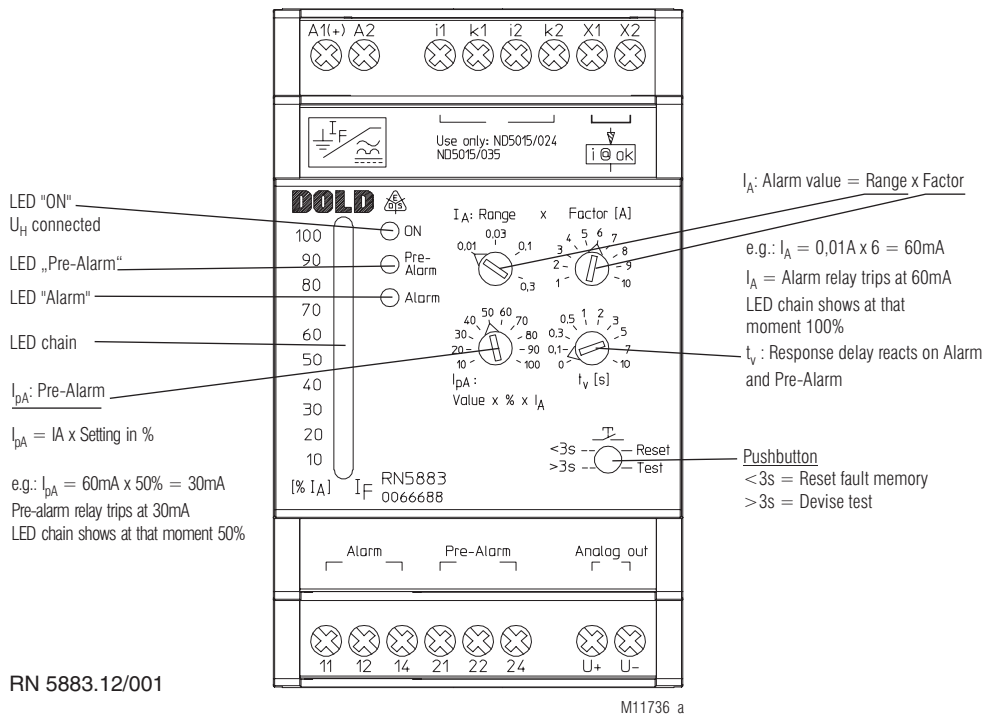 A1(+) A2 i1 k1 i2 k2 X1 X2
I F
Use only: ND5015/024
ND5015/035
i @ ok
DOLD
E
D S
LED "ON"
U_H connected
LED „Pre-Alarm“
LED "Alarm"
LED chain
I_pA: Pre-Alarm
I_pA = IA x Setting in %
e.g.: I_pA = 60mA x 50% = 30mA
Pre-alarm relay trips at 30mA
LED chain shows at that moment 50%
100
90
80
70
60
50
40
30
20
10
[% I_A]
I_F
ON
Pre-
Alarm
Alarm
I_A: Range x Factor [A]
0,01 0,03 0,1 0,3
1 2 3 4 5 6 7 8 9 10
10 20 30 40 50 60 70 80 90 100
I_pA:
Value x % x I_A
0 0,1 0,3 0,5 1 2 3 5 7 10
t_v [s]
<3s Reset
>3s Test
RN5883
0066688
I_A: Alarm value = Range x Factor
e.g.: I_A = 0,01A x 6 = 60mA
I_A = Alarm relay trips at 60mA
LED chain shows at that
moment 100%
t_v : Response delay reacts on Alarm
and Pre-Alarm
Pushbutton
<3s = Reset fault memory
>3s = Devise test
Alarm Pre-Alarm Analog out
11 12 14 21 22 24 U+ U-
RN 5883.12/001
M11736_a